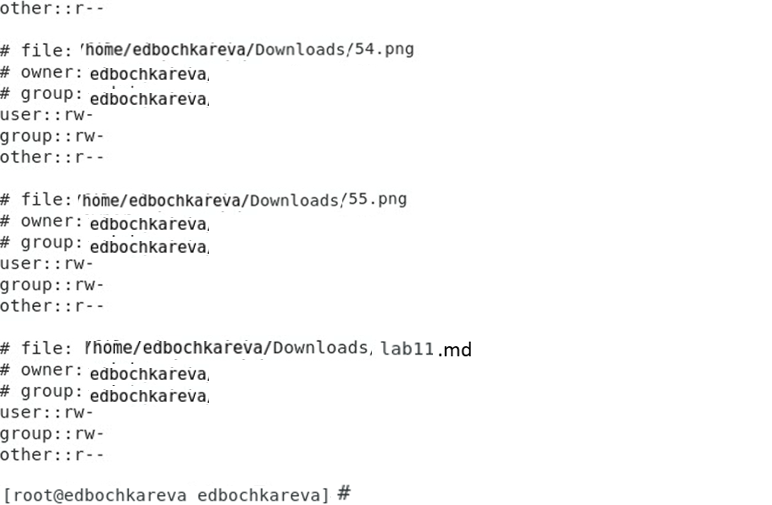 other::r--
# file: /home/edbochkareva/Downloads/54.png
# owner: edbochkareva,
# group: edbochkareva,
user::rw-
group::rw-
other::r--
# file: /home/edbochkareva/Downloads/55.png
# owner: edbochkareva,
# group: edbochkareva,
user::rw-
group::rw-
other::r--
# file: /home/edbochkareva/Downloads, lab11.md
# owner: edbochkareva,
# group: edbochkareva,
user::rw-
group::rw-
other::r--
[root@edbochkareva edbochkareva] #